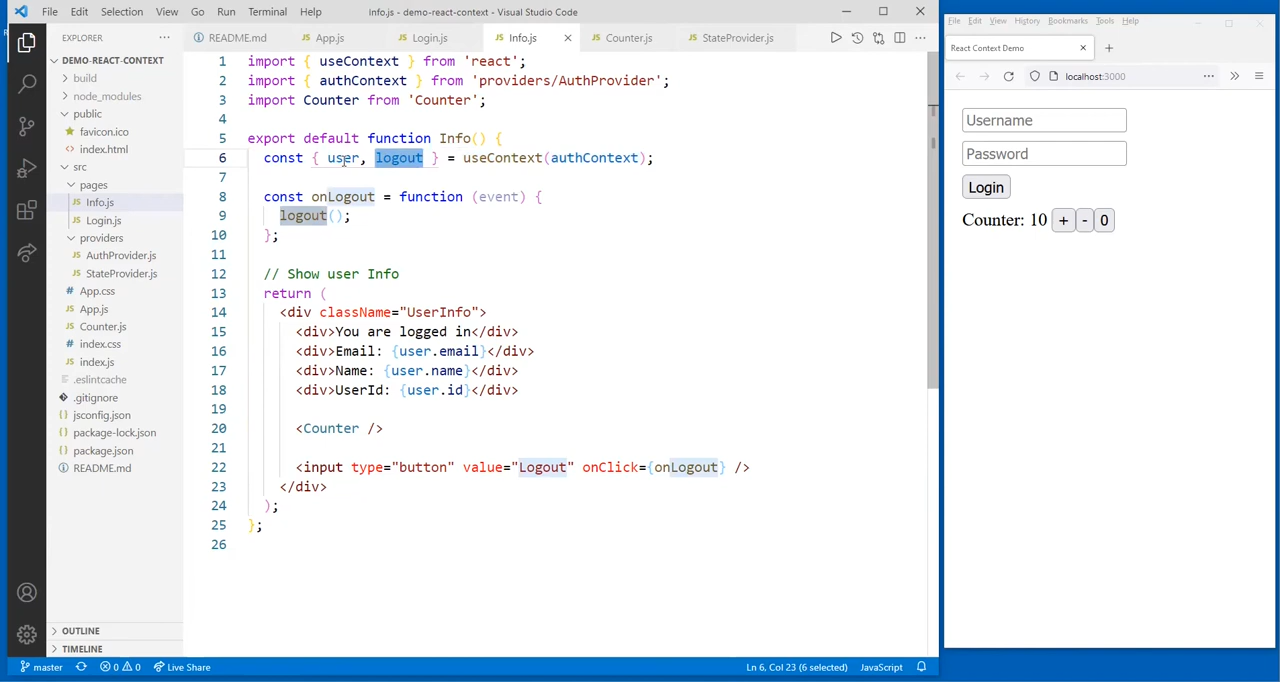 File Edit Selection View Go Run Terminal Help Info.js - demo-react-context - Visual Studio Code
EXPLORER ···
DEMO-REACT-CONTEXT
build
node_modules
public
favicon.ico
index.html
src
pages
Info.js
Login.js
providers
AuthProvider.js
StateProvider.js
App.css
App.js
Counter.js
index.css
index.js
.eslintcache
.gitignore
jsconfig.json
package-lock.json
package.json
README.md
OUTLINE
TIMELINE
README.md App.js Login.js Info.js Counter.js StateProvider.js
1 import { useContext } from 'react';
2 import { authContext } from 'providers/AuthProvider';
3 import Counter from 'Counter';
4
5 export default function Info() {
6 const { user, logout } = useContext(authContext);
7
8 const onLogout = function (event) {
9 logout();
10 };
11
12 // Show user Info
13 return (
14 <div className="UserInfo">
15 <div>You are logged in</div>
16 <div>Email: {user.email}</div>
17 <div>Name: {user.name}</div>
18 <div>UserId: {user.id}</div>
19
20 <Counter />
21
22 <input type="button" value="Logout" onClick={onLogout} />
23 </div>
24 );
25 };
26
master 0 0 Live Share Ln 6, Col 23 (6 selected) JavaScript
File Edit View History Bookmarks Tools Help
React Context Demo
localhost:3000
Username
Password
Login
Counter: 10 + - 0